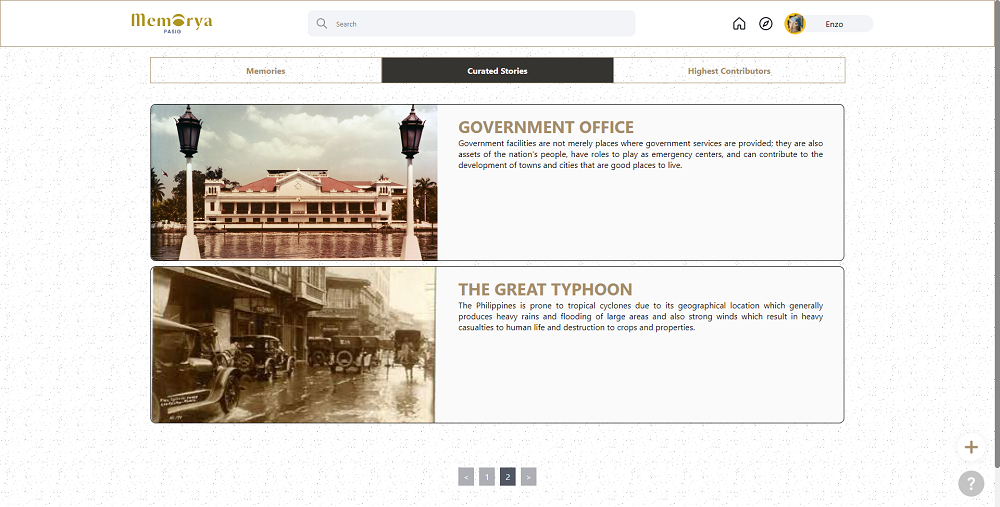 Memorya
PASIG
Search
Enzo
Memories
Curated Stories
Highest Contributors
GOVERNMENT OFFICE
Government facilities are not merely places where government services are provided; they are also
assets of the nation's people, have roles to play as emergency centers, and can contribute to the
development of towns and cities that are good places to live.
THE GREAT TYPHOON
The Philippines is prone to tropical cyclones due to its geographical location which generally
produces heavy rains and flooding of large areas and also strong winds which result in heavy
casualties to human life and destruction to crops and properties.
< 1 2 >
+
?